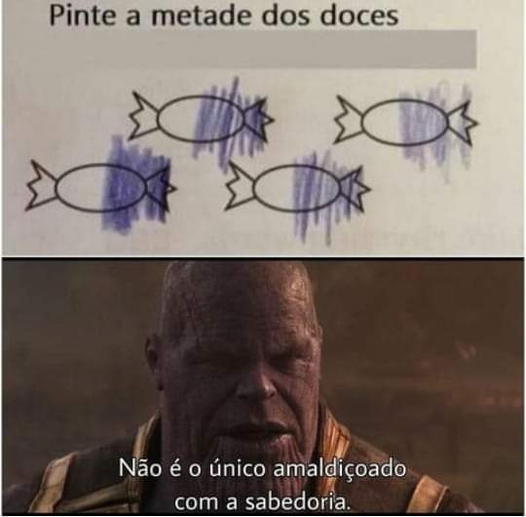 Pinte a metade dos doces
Não é o único amaldiçoado
com a sabedoria.